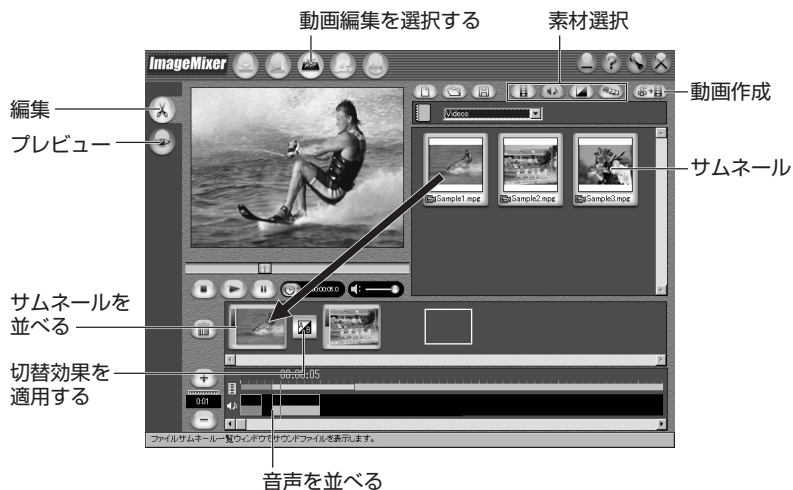 動画編集を選択する
素材選択
ImageMixer
編集
プレビュー
動画作成
Videos
サムネール
Sample1.mpg
Sample2.mpg
Sample3.mpg
サムネールを
並べる
切替効果を
適用する
00:00:05
0:01
ファイルサムネール一覧ウィンドウでサウンドファイルを表示します。
音声を並べる